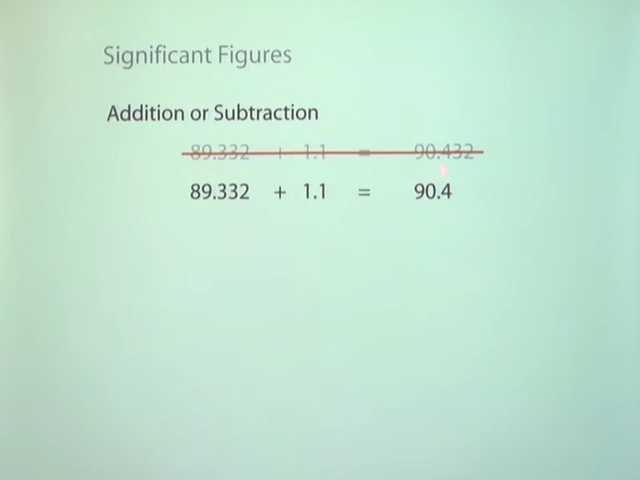 Significant Figures
Addition or Subtraction
89.332 + 1.1 = 90.432
89.332 + 1.1 = 90.4